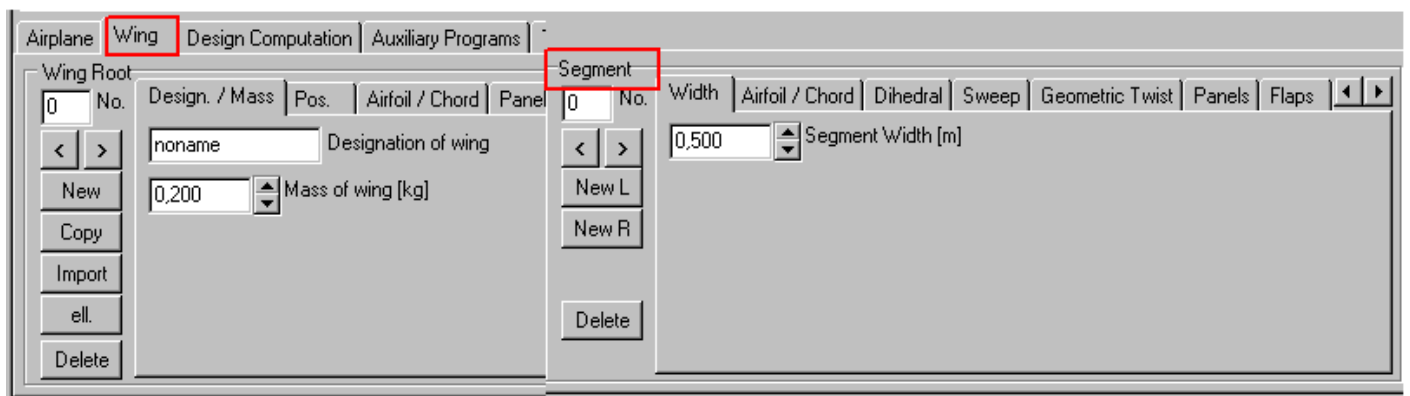 Airplane Wing Design Computation Auxiliary Programs
Wing Root
0 No.
Design. / Mass Pos. Airfoil / Chord Panel
noname Designation of wing
< >
0,200 Mass of wing [kg]
New
Copy
Import
ell.
Delete
Segment
0 No.
Width Airfoil / Chord Dihedral Sweep Geometric Twist Panels Flaps
0,500 Segment Width [m]
< >
New L
New R
Delete